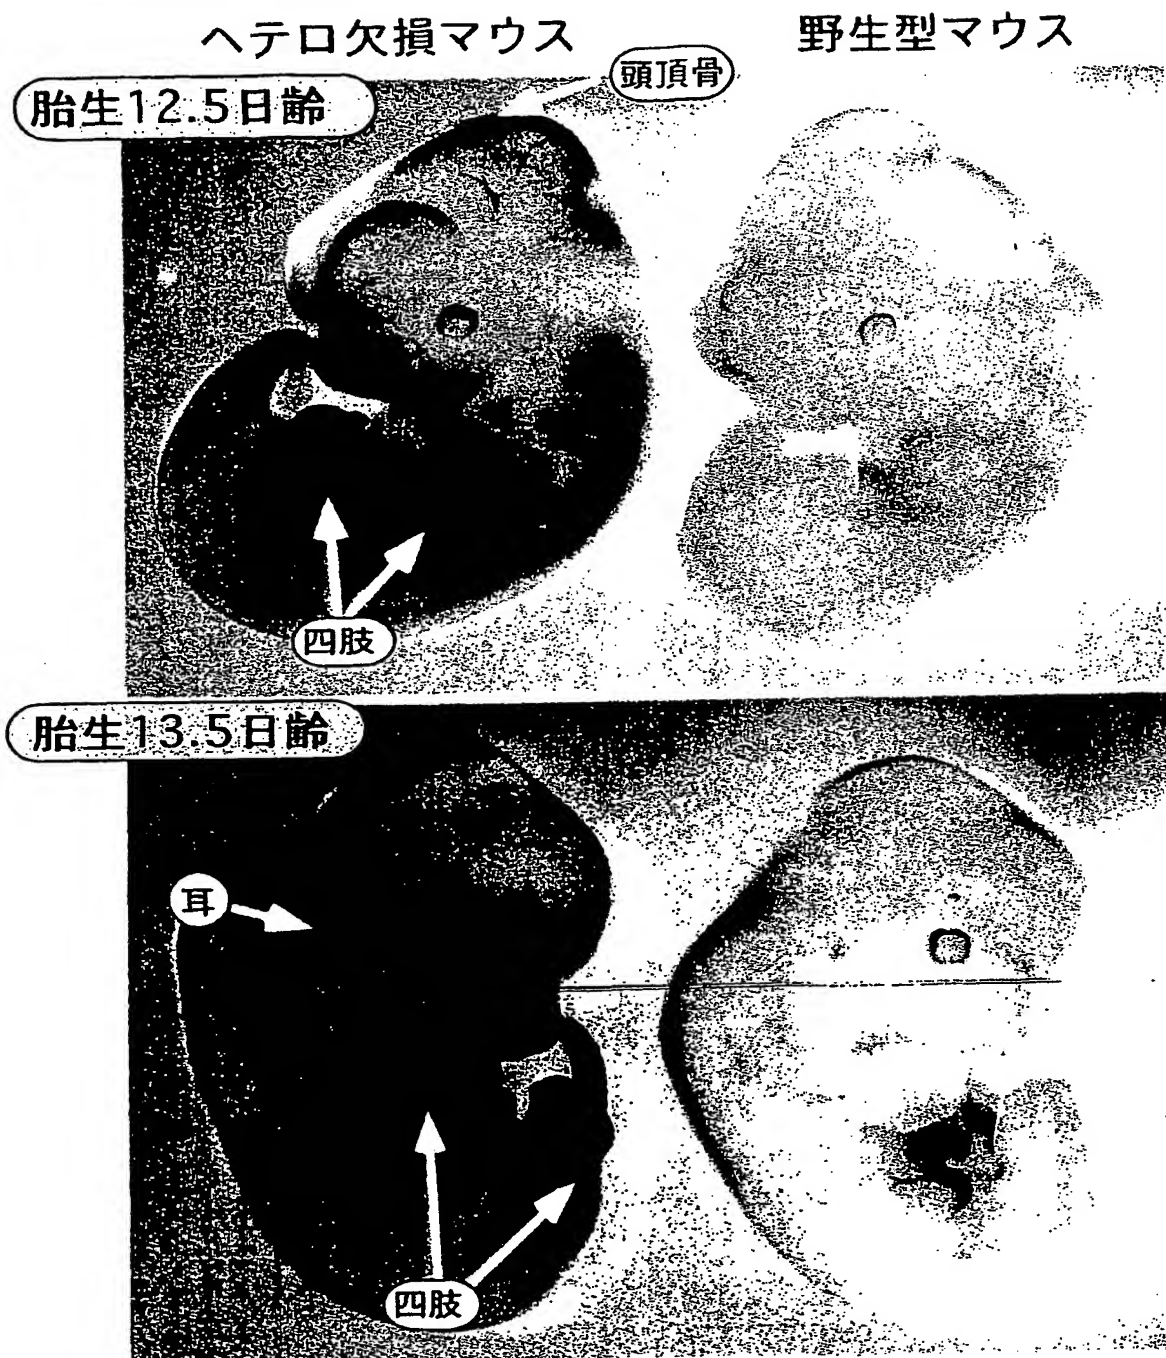 ヘテロ欠損マウス
野生型マウス
頭頂骨
胎生12.5日齢
四肢
胎生13.5日齢
耳
四肢